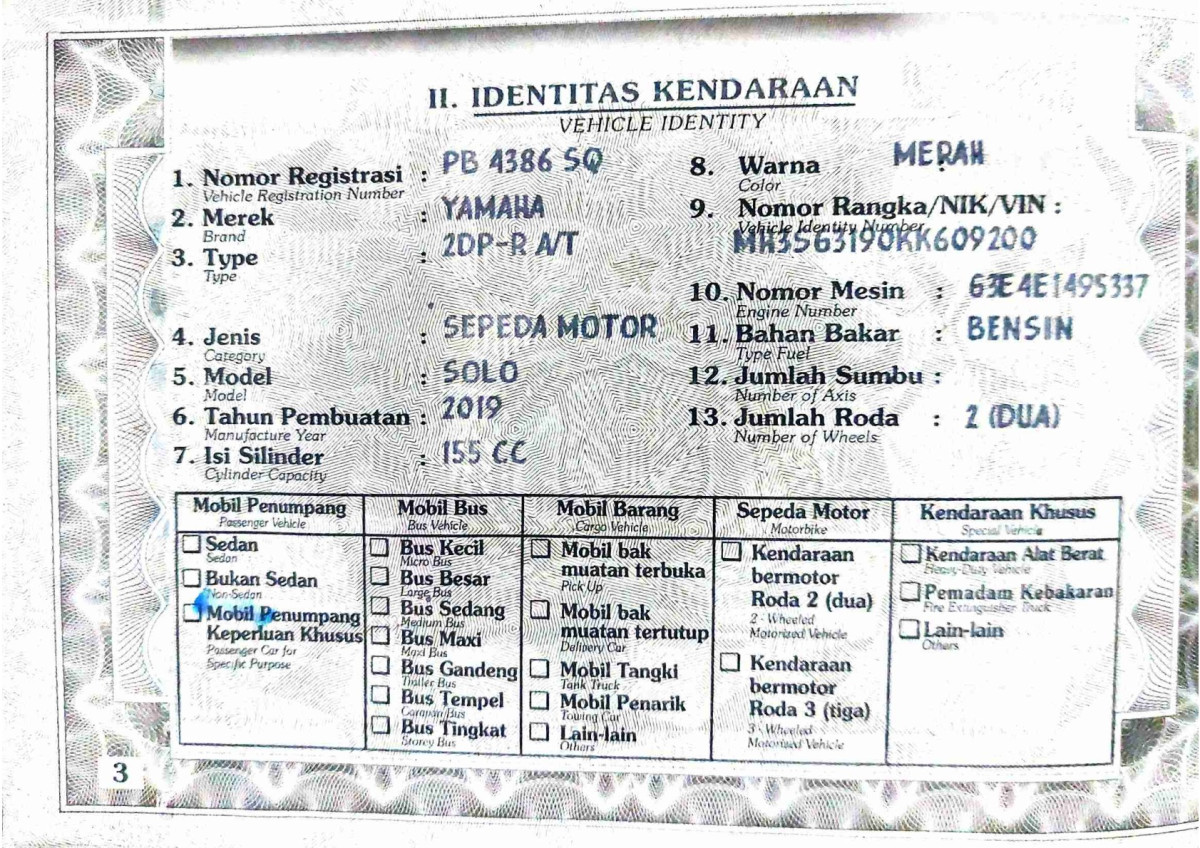 II. IDENTITAS KENDARAAN
VEHICLE IDENTITY
1. Nomor Registrasi : PB 4386 SQ
Vehicle Registration Number
2. Merek : YAMAHA
Brand
3. Type : 2DP-R A/T
Type
4. Jenis : SEPEDA MOTOR
Category
5. Model : SOLO
Model
6. Tahun Pembuatan : 2019
Manufacture Year
7. Isi Silinder : 155 CC
Cylinder Capacity
8. Warna MERAH
Color
9. Nomor Rangka/NIK/VIN :
Vehicle Identity Number
MH3SG3190KK609200
10. Nomor Mesin : G3E4E1495337
Engine Number
11. Bahan Bakar : BENSIN
Type Fuel
12. Jumlah Sumbu :
Number of Axis
13. Jumlah Roda : 2 (DUA)
Number of Wheels
Mobil Penumpang
Passenger Vehicle
Sedan
Sedan
Bukan Sedan
Non-Sedan
Mobil Penumpang
Keperluan Khusus
Passenger Car for
Specific Purpose
Mobil Bus
Bus Vehicle
Bus Kecil
Micro Bus
Bus Besar
Large Bus
Bus Sedang
Medium Bus
Bus Maxi
Maxi Bus
Bus Gandeng
Trailer Bus
Bus Tempel
Caravan Bus
Bus Tingkat
Storey Bus
Mobil Barang
Cargo Vehicle
Mobil bak
muatan terbuka
Pick Up
Mobil bak
muatan tertutup
Delivery Car
Mobil Tangki
Tank Truck
Mobil Penarik
Towing Car
Lain-lain
Others
Sepeda Motor
Motorbike
Kendaraan
bermotor
Roda 2 (dua)
2 - Wheeled
Motorized Vehicle
Kendaraan
bermotor
Roda 3 (tiga)
3 - Wheeled
Motorized Vehicle
Kendaraan Khusus
Special Vehicle
Kendaraan Alat Berat
Heavy-Duty Vehicle
Pemadam Kebakaran
Fire Extinguisher Truck
Lain-lain
Others
3